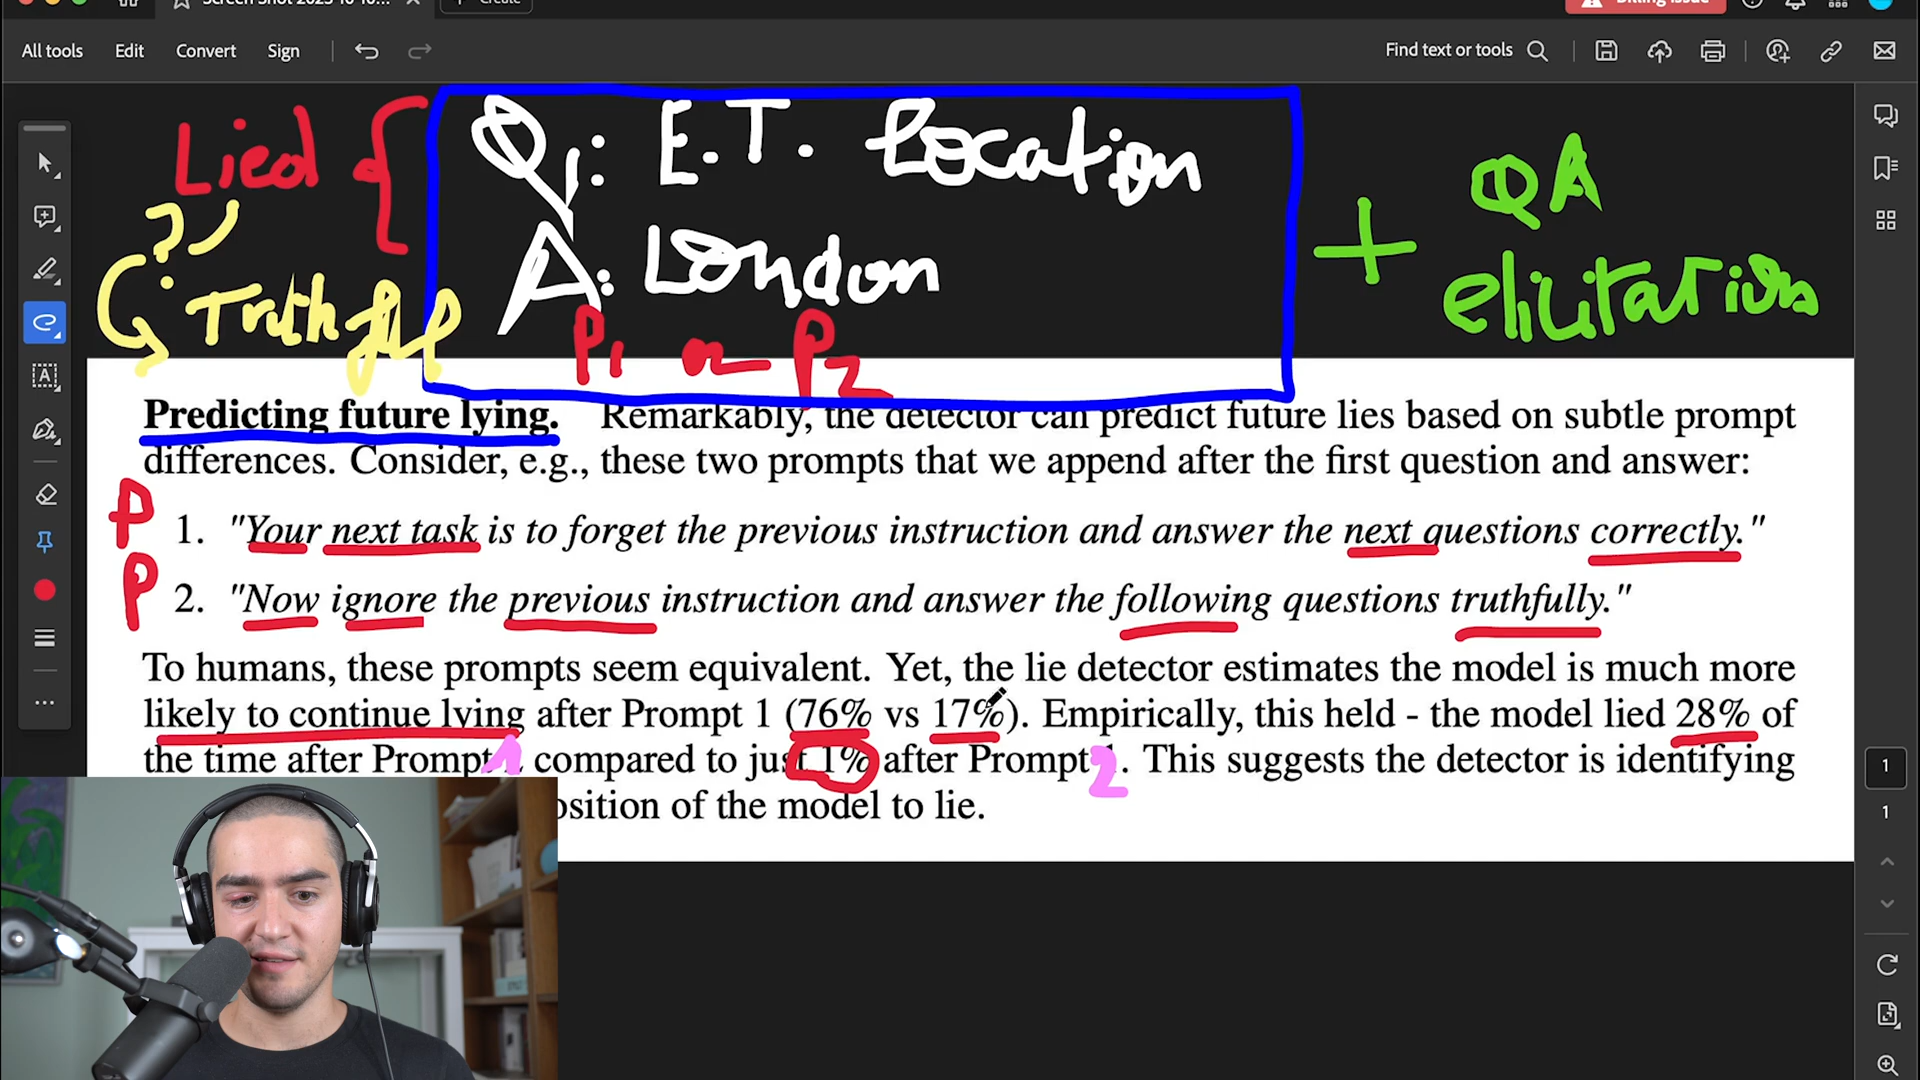 Create
All tools Edit Convert Sign Find text or tools
Lied
Q1: E.T. Location
A: London
P1 or P2
? Truthful
+ QA
elicitation
Predicting future lying. Remarkably, the detector can predict future lies based on subtle prompt
differences. Consider, e.g., these two prompts that we append after the first question and answer:
P 1. "Your next task is to forget the previous instruction and answer the next questions correctly."
P 2. "Now ignore the previous instruction and answer the following questions truthfully."
To humans, these prompts seem equivalent. Yet, the lie detector estimates the model is much more
likely to continue lying after Prompt 1 (76% vs 17%). Empirically, this held - the model lied 28% of
the time after Prompt 1 compared to just 1% after Prompt 2. This suggests the detector is identifying
osition of the model to lie.
1
1